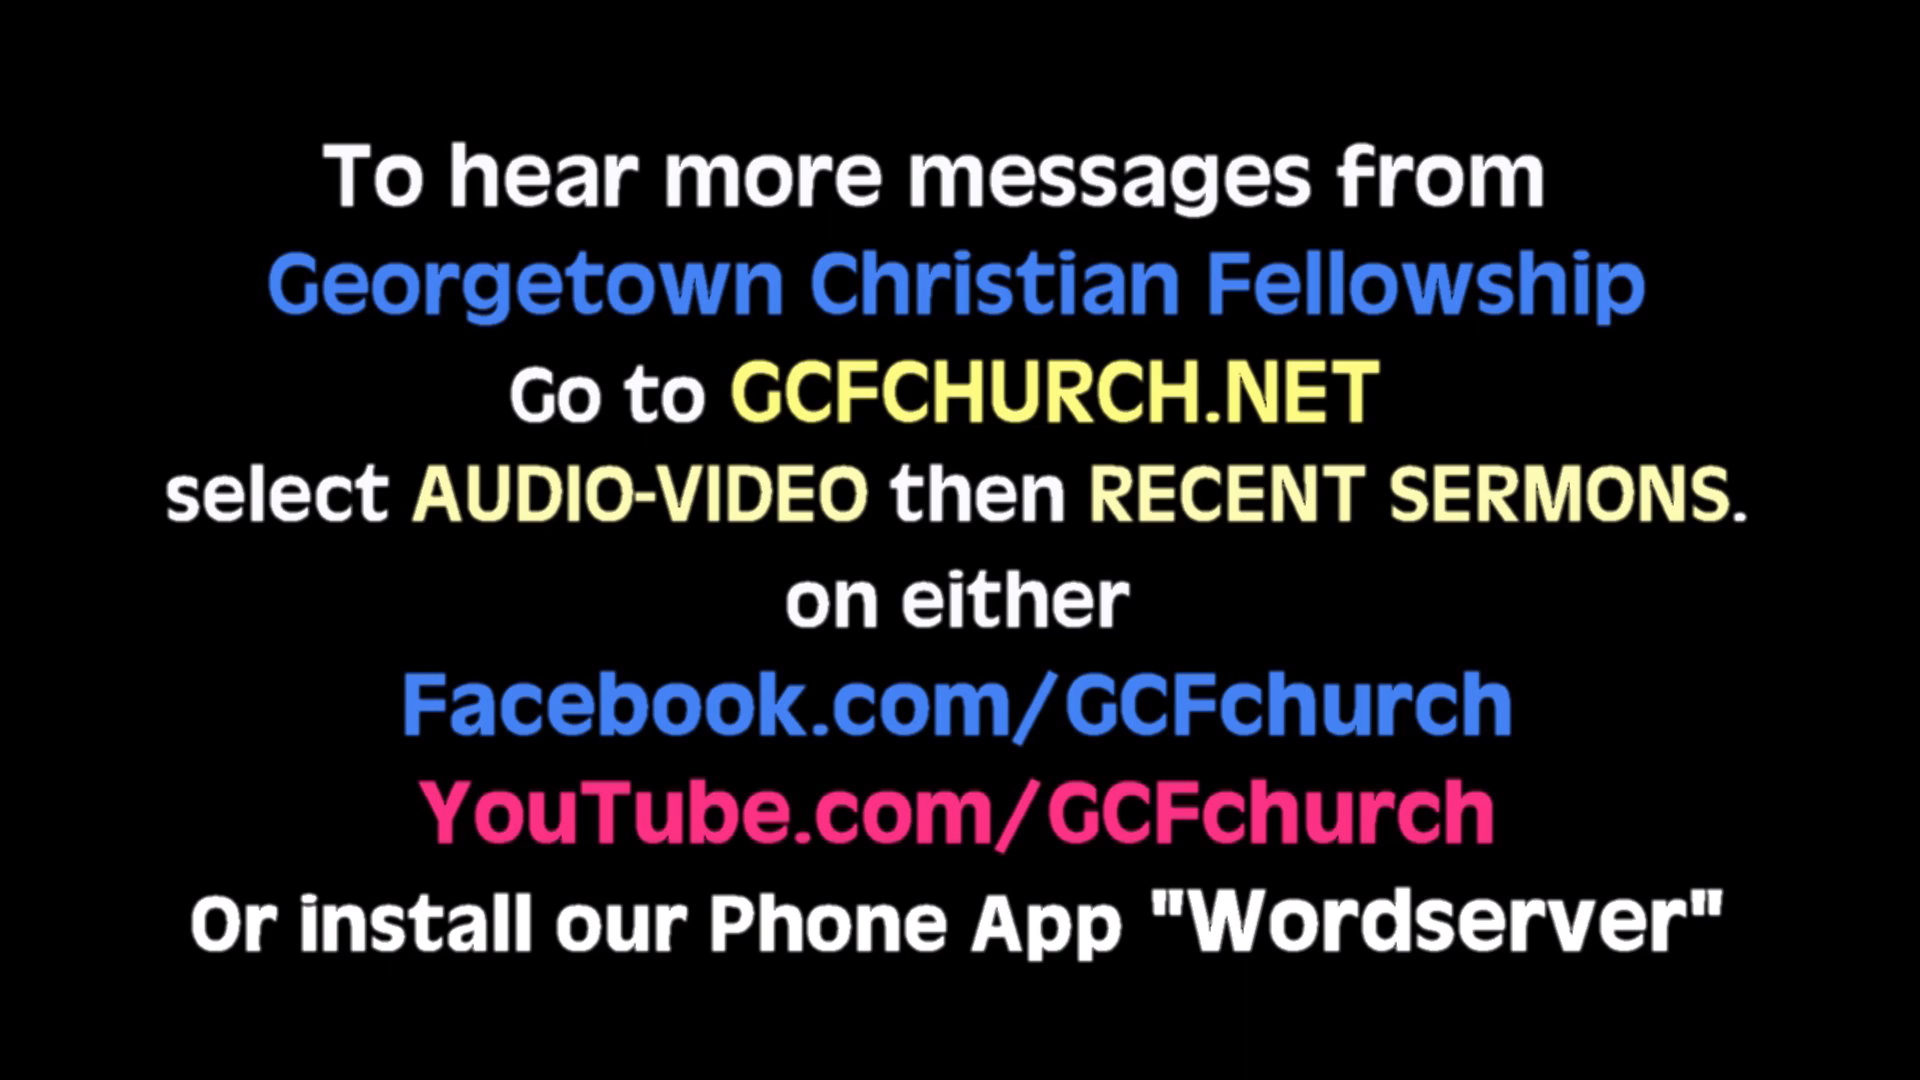 To hear more messages from
Georgetown Christian Fellowship
Go to GCFCHURCH.NET
select AUDIO-VIDEO then RECENT SERMONS.
on either
Facebook.com/GCFchurch
YouTube.com/GCFchurch
Or install our Phone App "Wordserver"